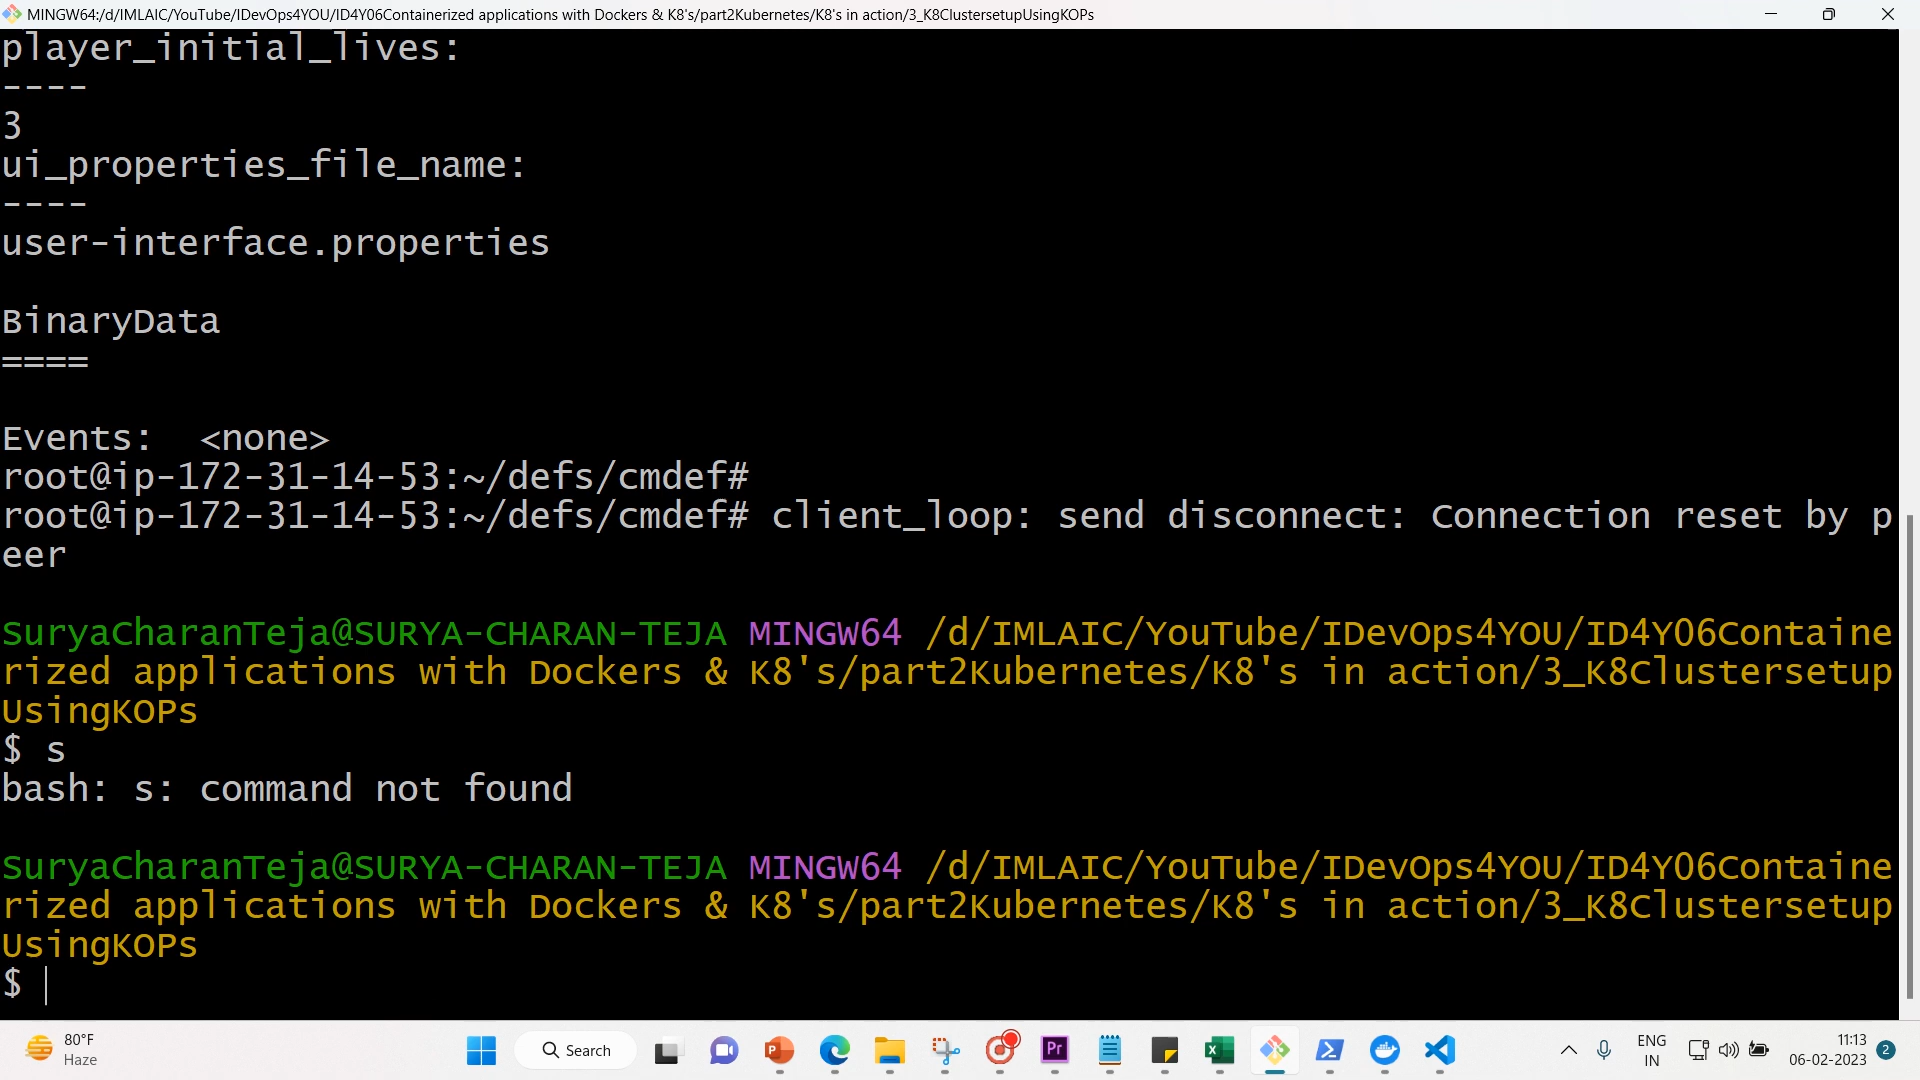 MINGW64:/d/IMLAIC/YouTube/IDevOps4YOU/ID4Y06Containerized applications with Dockers & K8's/part2Kubernetes/K8's in action/3_K8ClustersetupUsingKOPs
player_initial_lives:
----
3
ui_properties_file_name:
----
user-interface.properties
BinaryData
====
Events:  <none>
root@ip-172-31-14-53:~/defs/cmdef#
root@ip-172-31-14-53:~/defs/cmdef# client_loop: send disconnect: Connection reset by p
eer
SuryaCharanTeja@SURYA-CHARAN-TEJA MINGW64 /d/IMLAIC/YouTube/IDevOps4YOU/ID4Y06Containe
rized applications with Dockers & K8's/part2Kubernetes/K8's in action/3_K8Clustersetup
UsingKOPs
$ s
bash: s: command not found
SuryaCharanTeja@SURYA-CHARAN-TEJA MINGW64 /d/IMLAIC/YouTube/IDevOps4YOU/ID4Y06Containe
rized applications with Dockers & K8's/part2Kubernetes/K8's in action/3_K8Clustersetup
UsingKOPs
$
80°F
Haze
Search
P
Pr
X
ENG
IN
11:13
06-02-2023
2